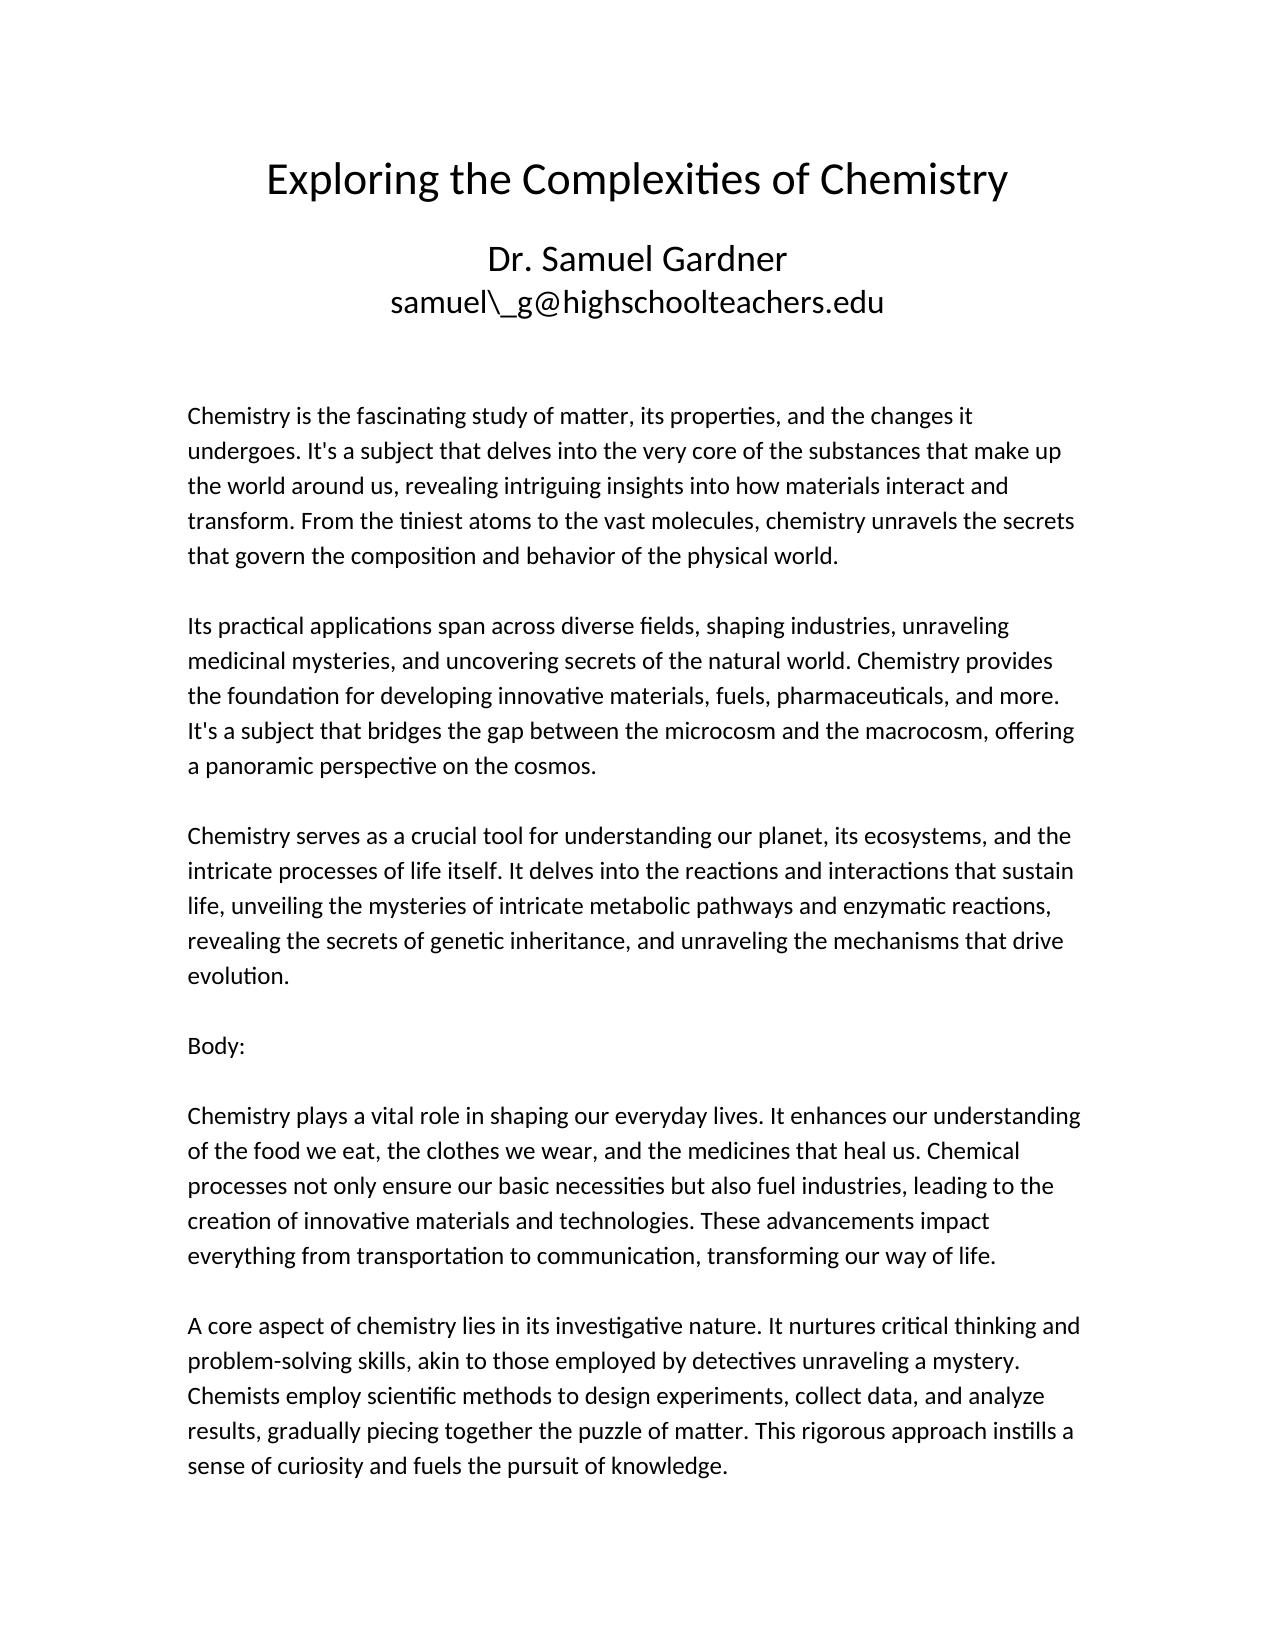 Exploring the Complexities of Chemistry
Dr. Samuel Gardner
samuel\_g@highschoolteachers.edu
Chemistry is the fascinating study of matter, its properties, and the changes it
undergoes. It's a subject that delves into the very core of the substances that make up
the world around us, revealing intriguing insights into how materials interact and
transform. From the tiniest atoms to the vast molecules, chemistry unravels the secrets
that govern the composition and behavior of the physical world.
Its practical applications span across diverse fields, shaping industries, unraveling
medicinal mysteries, and uncovering secrets of the natural world. Chemistry provides
the foundation for developing innovative materials, fuels, pharmaceuticals, and more.
It's a subject that bridges the gap between the microcosm and the macrocosm, offering
a panoramic perspective on the cosmos.
Chemistry serves as a crucial tool for understanding our planet, its ecosystems, and the
intricate processes of life itself. It delves into the reactions and interactions that sustain
life, unveiling the mysteries of intricate metabolic pathways and enzymatic reactions,
revealing the secrets of genetic inheritance, and unraveling the mechanisms that drive
evolution.
Body:
Chemistry plays a vital role in shaping our everyday lives. It enhances our understanding
of the food we eat, the clothes we wear, and the medicines that heal us. Chemical
processes not only ensure our basic necessities but also fuel industries, leading to the
creation of innovative materials and technologies. These advancements impact
everything from transportation to communication, transforming our way of life.
A core aspect of chemistry lies in its investigative nature. It nurtures critical thinking and
problem-solving skills, akin to those employed by detectives unraveling a mystery.
Chemists employ scientific methods to design experiments, collect data, and analyze
results, gradually piecing together the puzzle of matter. This rigorous approach instills a
sense of curiosity and fuels the pursuit of knowledge.